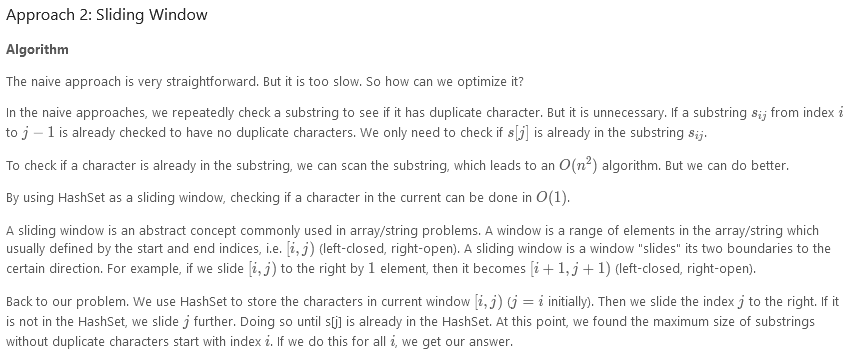 Approach 2: Sliding Window
Algorithm
The naive approach is very straightforward. But it is too slow. So how can we optimize it?
In the naive approaches, we repeatedly check a substring to see if it has duplicate character. But it is unnecessary. If a substring s_{ij} from index i
to j − 1 is already checked to have no duplicate characters. We only need to check if s[j] is already in the substring s_{ij}.
To check if a character is already in the substring, we can scan the substring, which leads to an O(n²) algorithm. But we can do better.
By using HashSet as a sliding window, checking if a character in the current can be done in O(1).
A sliding window is an abstract concept commonly used in array/string problems. A window is a range of elements in the array/string which
usually defined by the start and end indices, i.e. [i, j) (left-closed, right-open). A sliding window is a window "slides" its two boundaries to the
certain direction. For example, if we slide [i, j) to the right by 1 element, then it becomes [i + 1, j + 1) (left-closed, right-open).
Back to our problem. We use HashSet to store the characters in current window [i, j) (j = i initially). Then we slide the index j to the right. If it
is not in the HashSet, we slide j further. Doing so until s[j] is already in the HashSet. At this point, we found the maximum size of substrings
without duplicate characters start with index i. If we do this for all i, we get our answer.